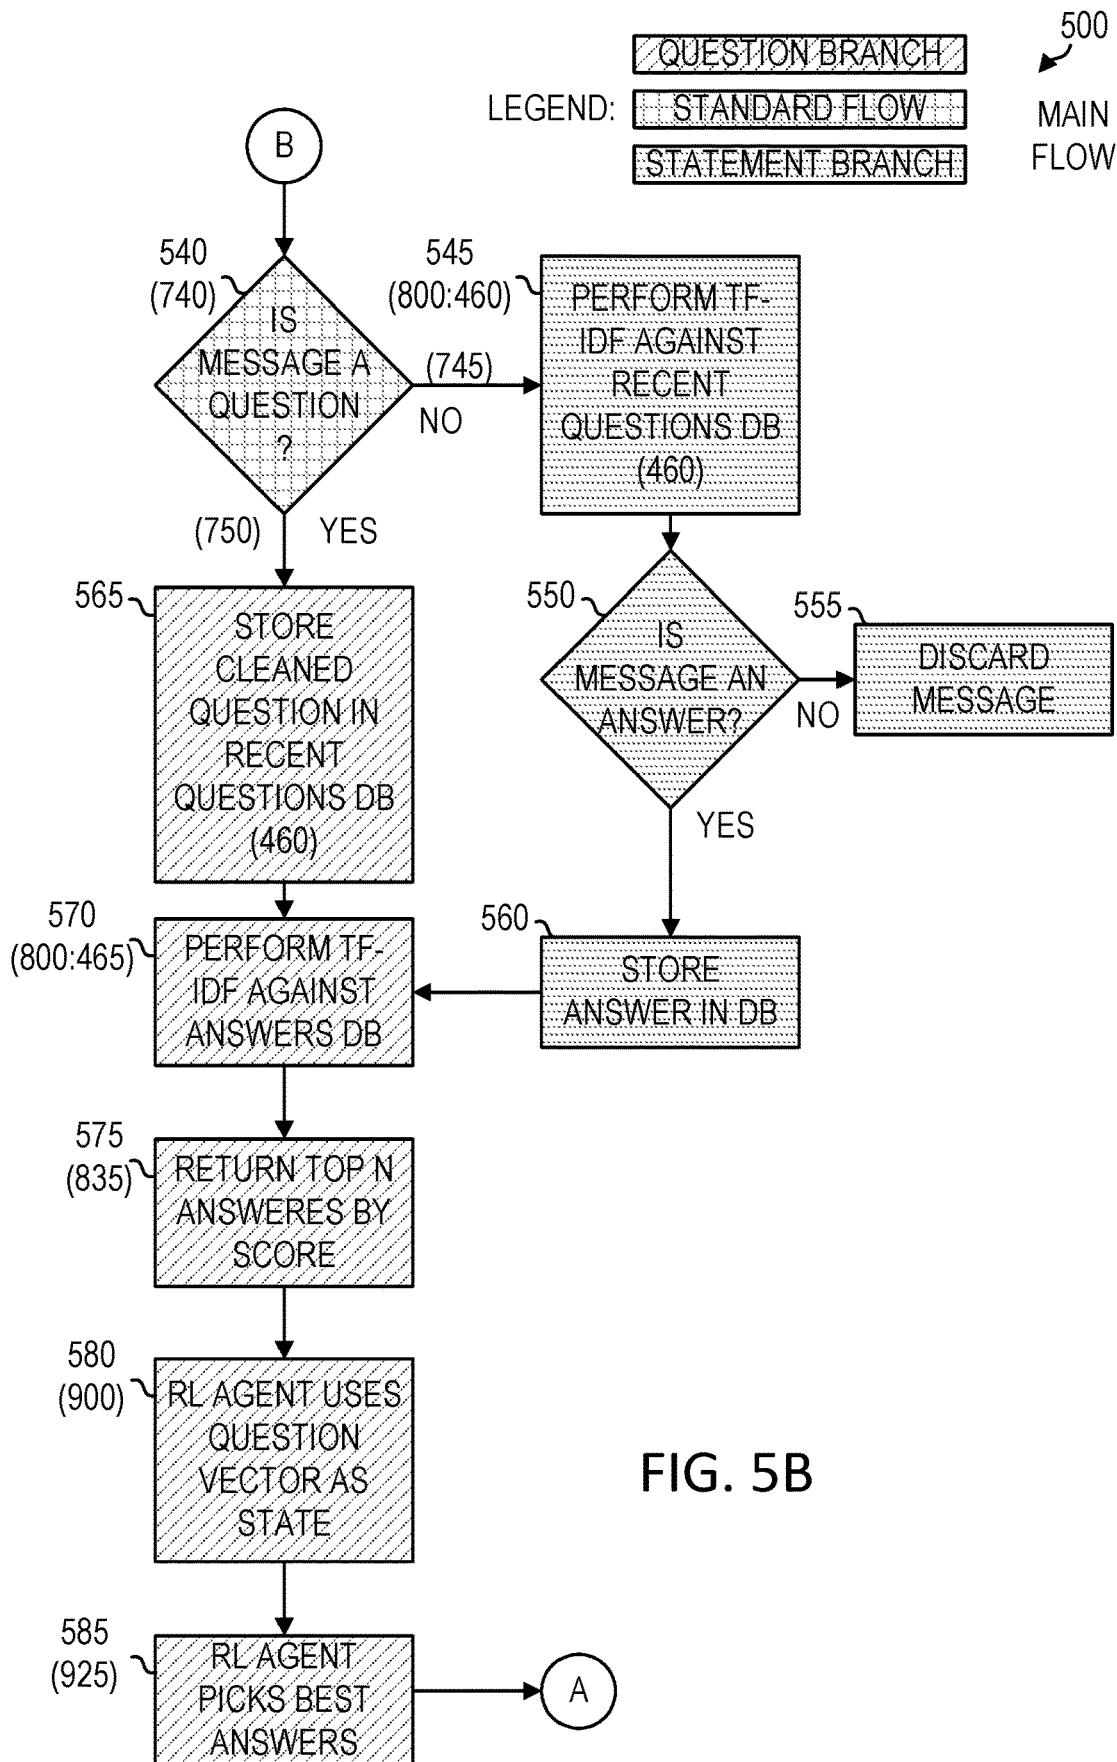 500
QUESTION BRANCH
LEGEND:
STANDARD FLOW
STATEMENT BRANCH
MAIN
FLOW
B
540
(740)
IS
MESSAGE A
QUESTION
?
(745)
NO
(750)
YES
545
(800:460)
PERFORM TF-
IDF AGAINST
RECENT
QUESTIONS DB
(460)
550
IS
MESSAGE AN
ANSWER?
NO
YES
555
DISCARD
MESSAGE
565
STORE
CLEANED
QUESTION IN
RECENT
QUESTIONS DB
(460)
560
STORE
ANSWER IN DB
570
(800:465)
PERFORM TF-
IDF AGAINST
ANSWERS DB
575
(835)
RETURN TOP N
ANSWERES BY
SCORE
580
(900)
RL AGENT USES
QUESTION
VECTOR AS
STATE
FIG. 5B
585
(925)
RL AGENT
PICKS BEST
ANSWERS
A